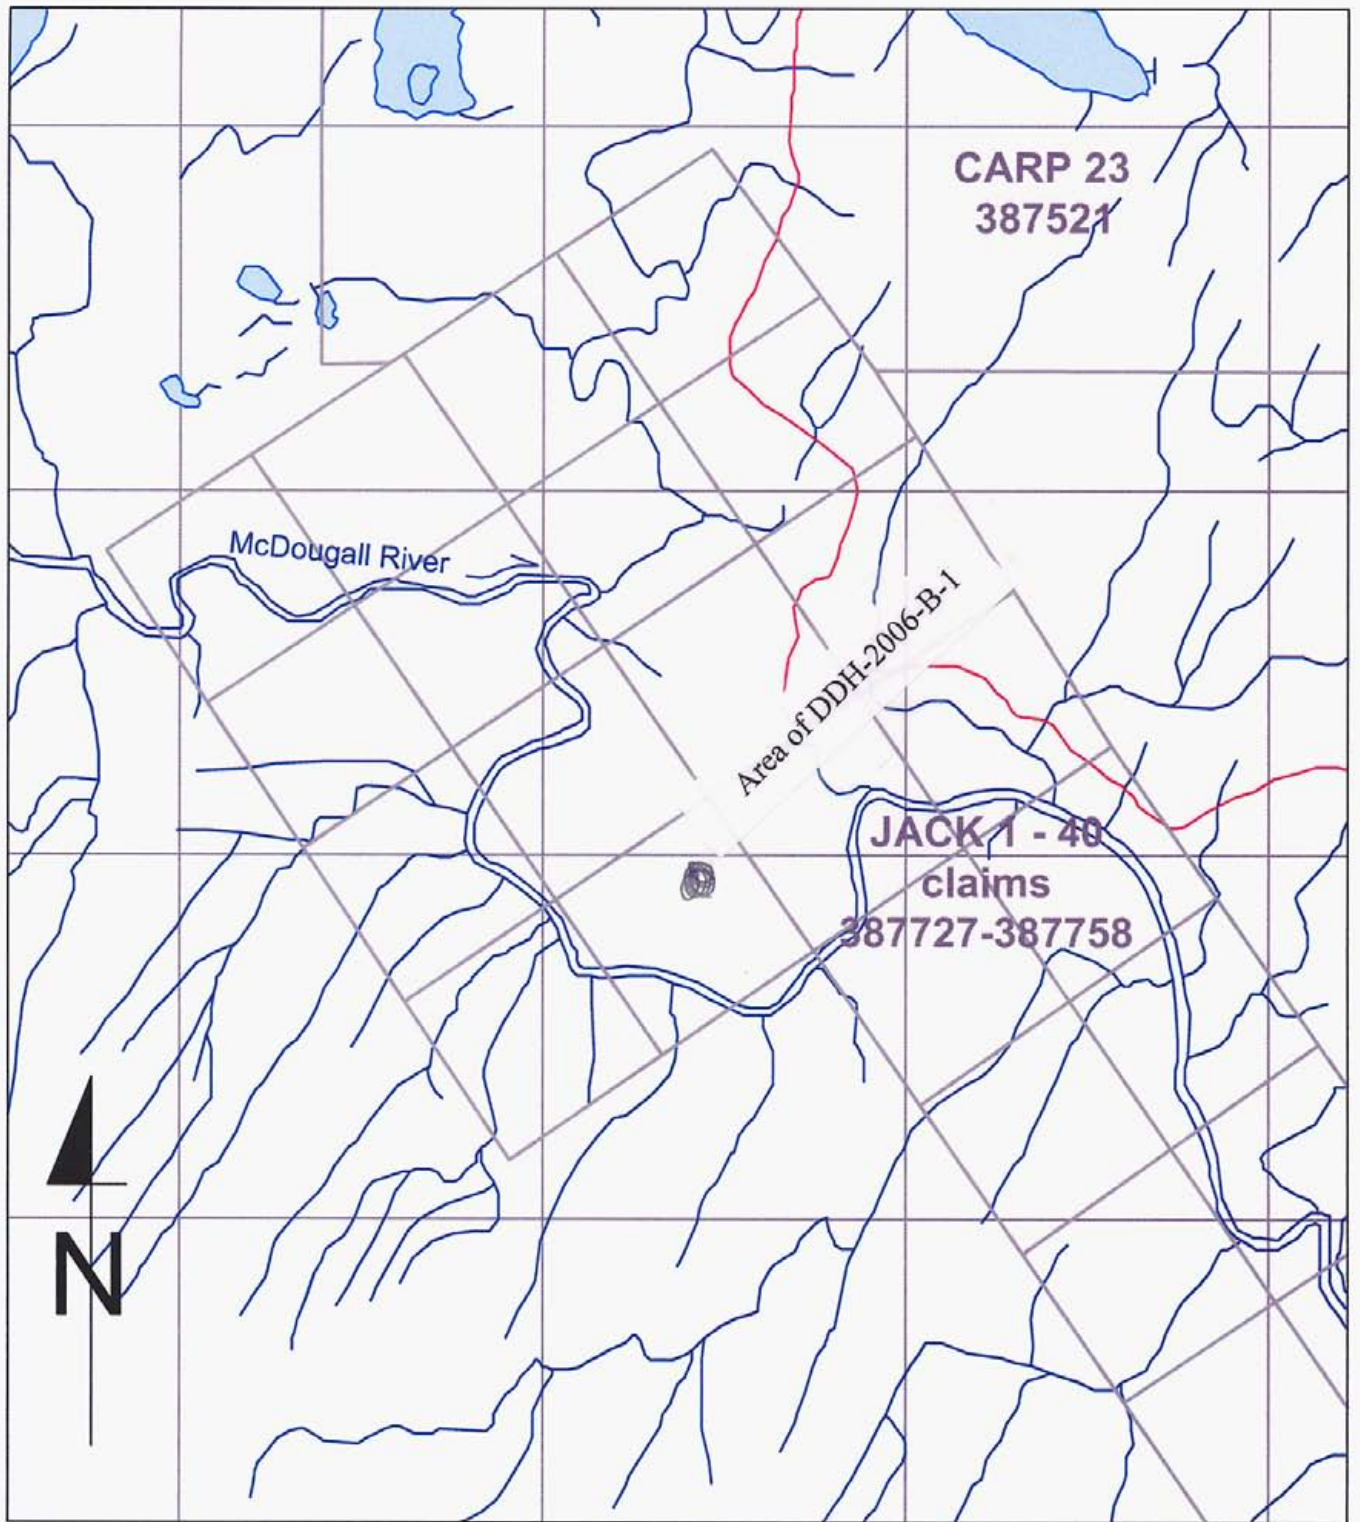 CARP 23
387521
McDougall River
Area of DDH-2006-B-1
JACK 1 - 40
claims
387727-387758
N